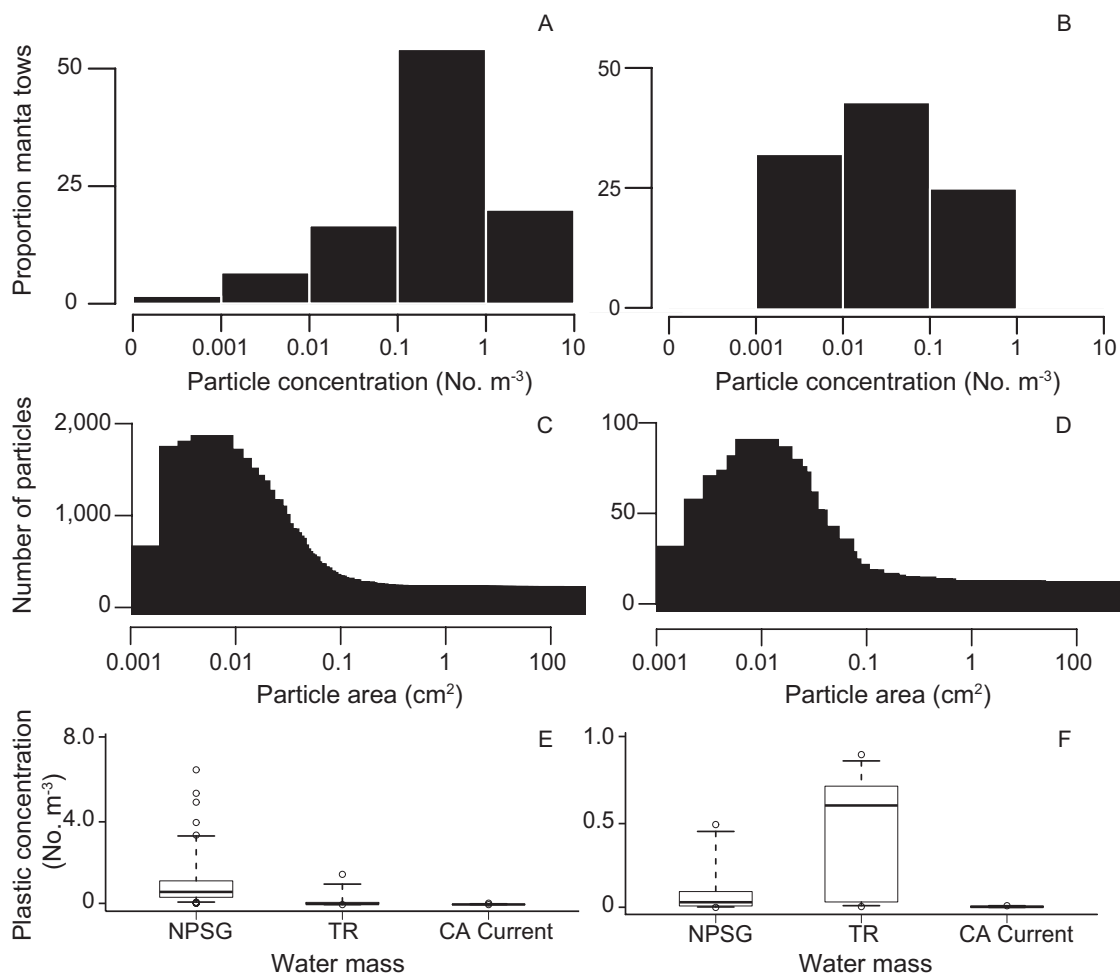 A
B
Proportion manta tows
50
25
0
50
25
0
0 0.001 0.01 0.1 1 10
0 0.001 0.01 0.1 1 10
Particle concentration (No. m-3)
Particle concentration (No. m-3)
C
D
Number of particles
2,000
1,000
0
100
50
0
0.001 0.01 0.1 1 100
0.001 0.01 0.1 1 100
Particle area (cm2)
Particle area (cm2)
E
F
Plastic concentration
(No. m-3)
8.0
4.0
0
1.0
0.5
0
NPSG TR CA Current
NPSG TR CA Current
Water mass
Water mass